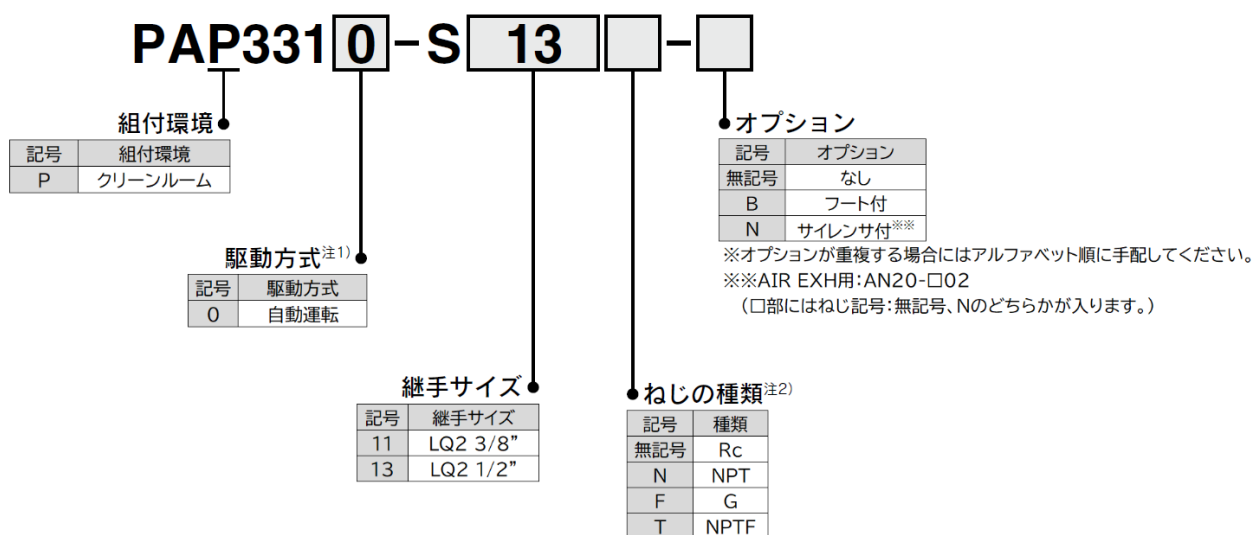 PAP3310-S13□-□
組付環境
記号 組付環境
P クリーンルーム
駆動方式注1)
記号 駆動方式
0 自動運転
継手サイズ
記号 継手サイズ
11 LQ2 3/8”
13 LQ2 1/2”
ねじの種類注2)
記号 種類
無記号 Rc
N NPT
F G
T NPTF
オプション
記号 オプション
無記号 なし
B フート付
N サイレンサ付※※
※オプションが重複する場合にはアルファベット順に手配してください。
※※AIR EXH用:AN20-□02
(□部にはねじ記号:無記号、Nのどちらかが入ります。)